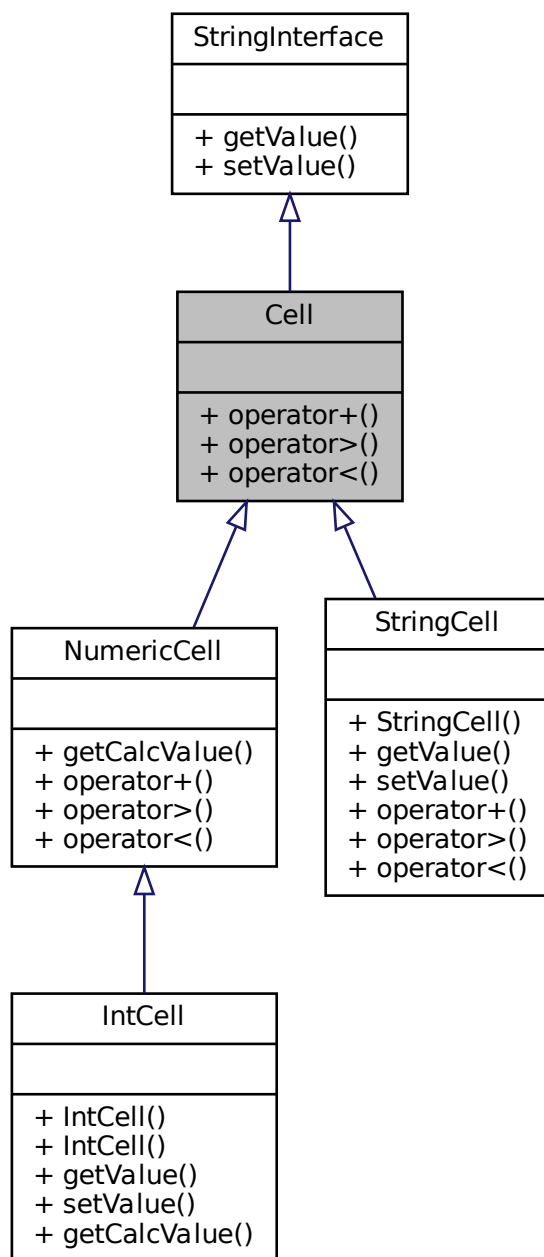 StringInterface
+ getValue()
+ setValue()
Cell
+ operator+()
+ operator>()
+ operator<()
NumericCell
+ getCalcValue()
+ operator+()
+ operator>()
+ operator<()
StringCell
+ StringCell()
+ getValue()
+ setValue()
+ operator+()
+ operator>()
+ operator<()
IntCell
+ IntCell()
+ IntCell()
+ getValue()
+ setValue()
+ getCalcValue()